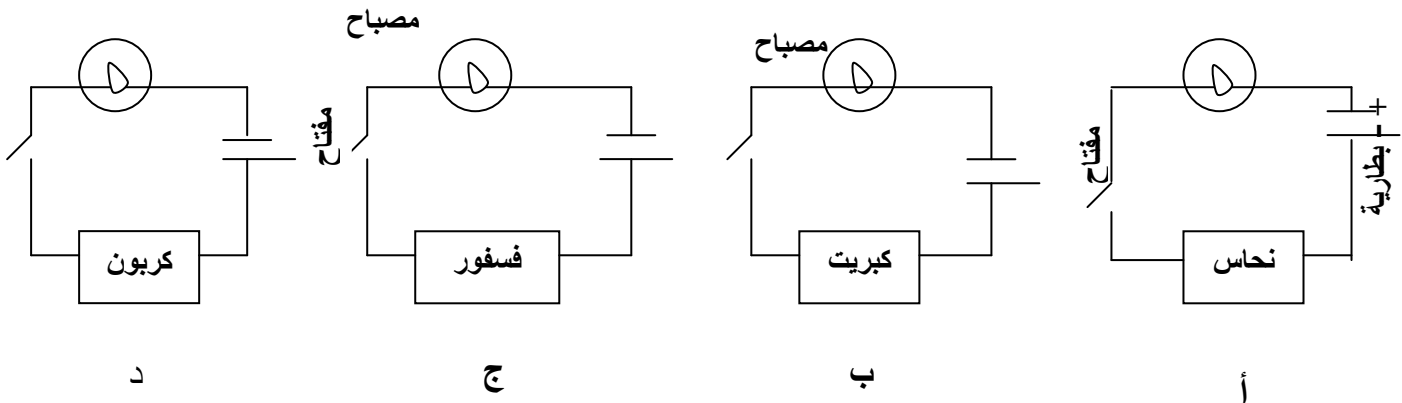 مصباح
مصباح
مفتاح
مفتاح
+
- بطارية
نحاس
كبريت
فسفور
كربون
أ
ب
ج
د